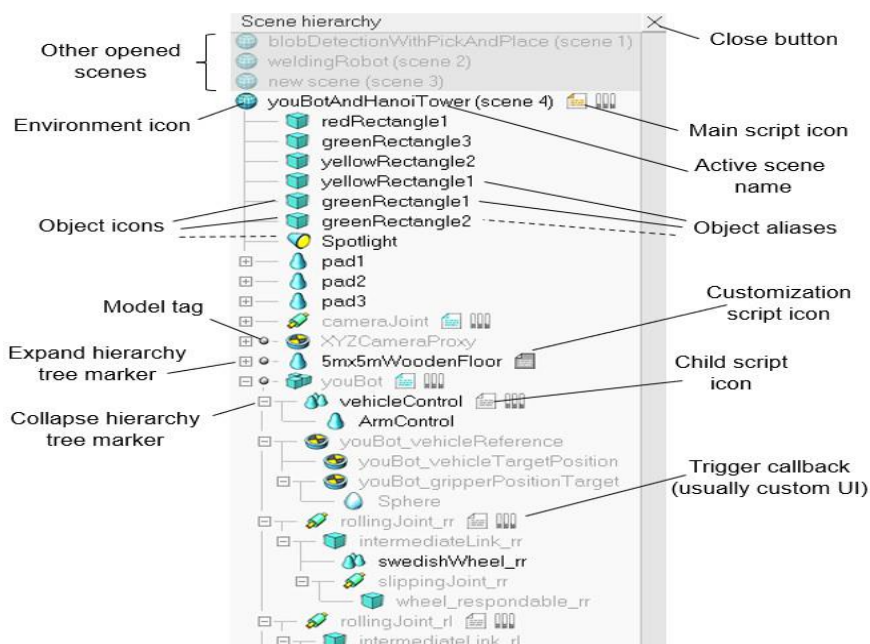 Scene hierarchy
Close button
Other opened
scenes
blobDetectionWithPickAndPlace (scene 1)
weldingRobot (scene 2)
new scene (scene 3)
youBotAndHanoiTower (scene 4)
Environment icon
Main script icon
redRectangle1
greenRectangle3
yellowRectangle2
Active scene
name
yellowRectangle1
greenRectangle1
greenRectangle2
Object icons
Object aliases
Spotlight
pad1
pad2
pad3
Model tag
Customization
script icon
cameraJoint
XYZCameraProxy
Expand hierarchy
tree marker
5mx5mWoodenFloor
youBot
Child script
icon
Collapse hierarchy
tree marker
vehicleControl
ArmControl
youBot_vehicleReference
youBot_vehicleTargetPosition
youBot_gripperPositionTarget
Sphere
Trigger callback
(usually custom UI)
rollingJoint_rr
intermediateLink_rr
swedishWheel_rr
slippingJoint_rr
wheel_respondable_rr
rollingJoint_rl
intermediateLink_rl